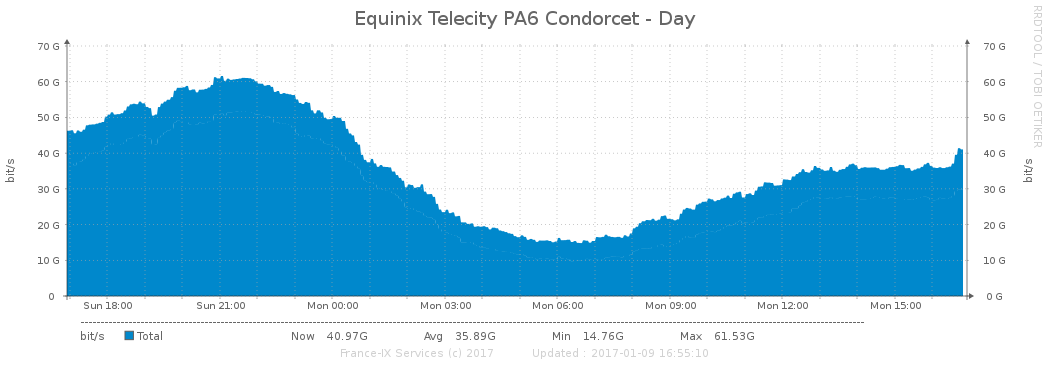 Equinix Telecity PA6 Condorcet - Day
RRDTOOL / TOBI OETIKER
bit/s
70 G 70 G
60 G 60 G
50 G 50 G
40 G 40 G
30 G 30 G
20 G 20 G
10 G 10 G
0 0 G
bit/s
Sun 18:00 Sun 21:00 Mon 00:00 Mon 03:00 Mon 06:00 Mon 09:00 Mon 12:00 Mon 15:00
bit/s Total Now 40.97G Avg 35.89G Min 14.76G Max 61.53G
France-IX Services (c) 2017 Updated : 2017-01-09 16:55:10